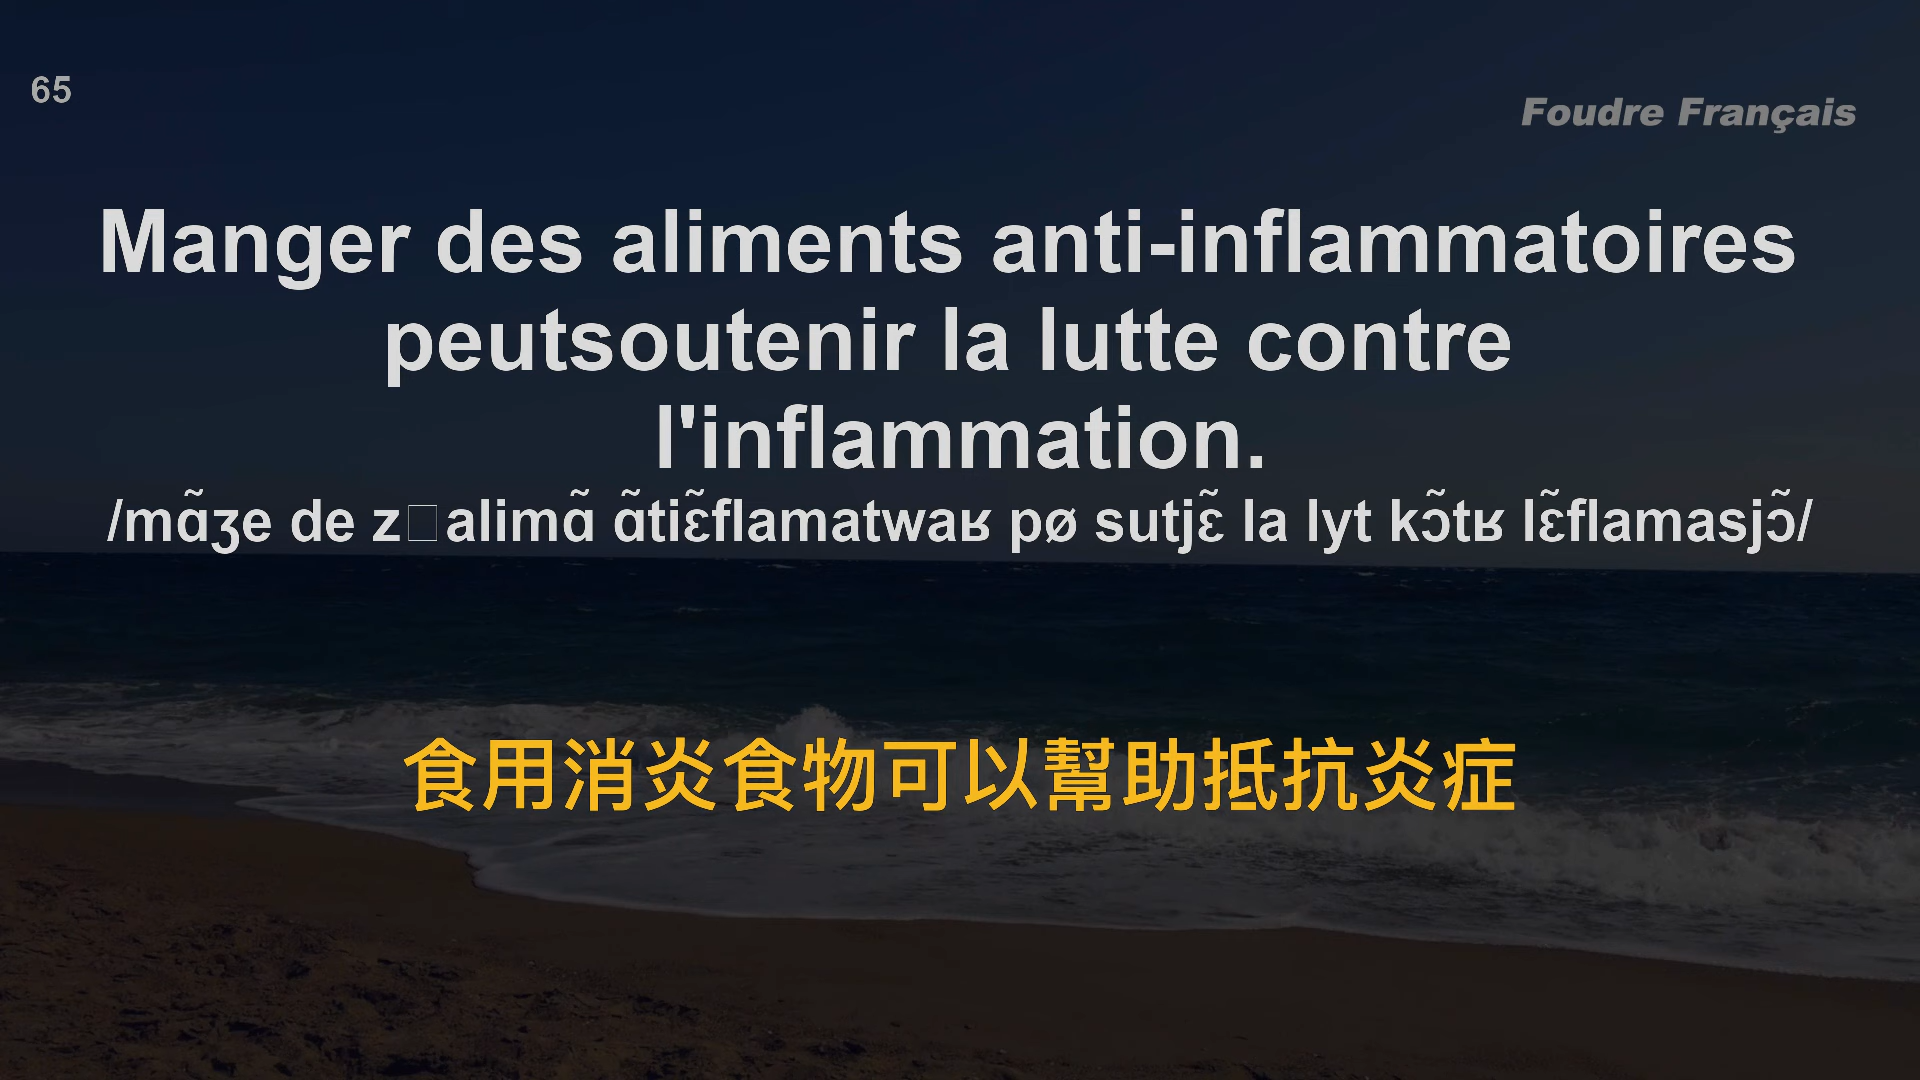 65
Foudre Français
Manger des aliments anti-inflammatoires
peutsoutenir la lutte contre
l'inflammation.
/mɑ̃ʒe de z□alimɑ̃ ɑ̃tiɛ̃flamatwaʁ pø sutjɛ̃ la lyt kɔ̃tʁ lɛ̃flamasjɔ̃/
食用消炎食物可以幫助抵抗炎症